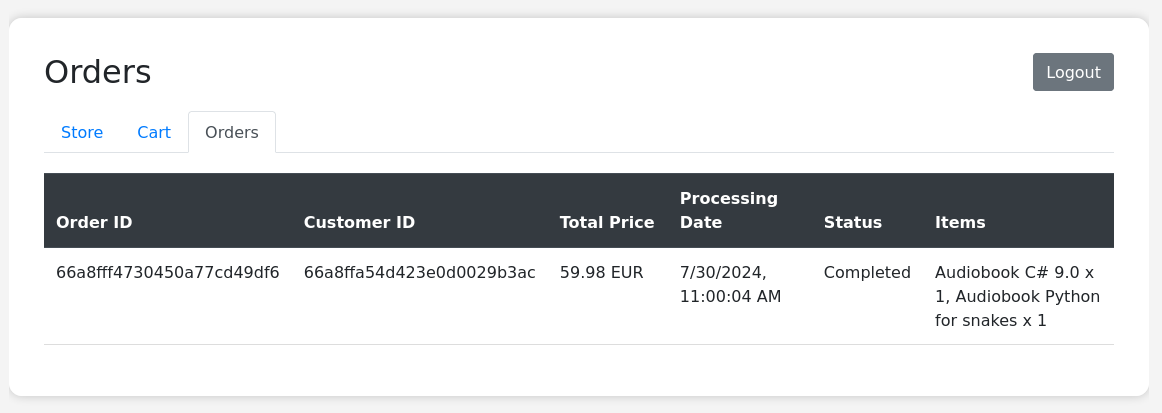 Orders
Logout
Store Cart Orders
Order ID Customer ID Total Price Processing Date Status Items
66a8fff4730450a77cd49df6 66a8ffa54d423e0d0029b3ac 59.98 EUR 7/30/2024, Completed Audiobook C# 9.0 x
11:00:04 AM 1, Audiobook Python
for snakes x 1